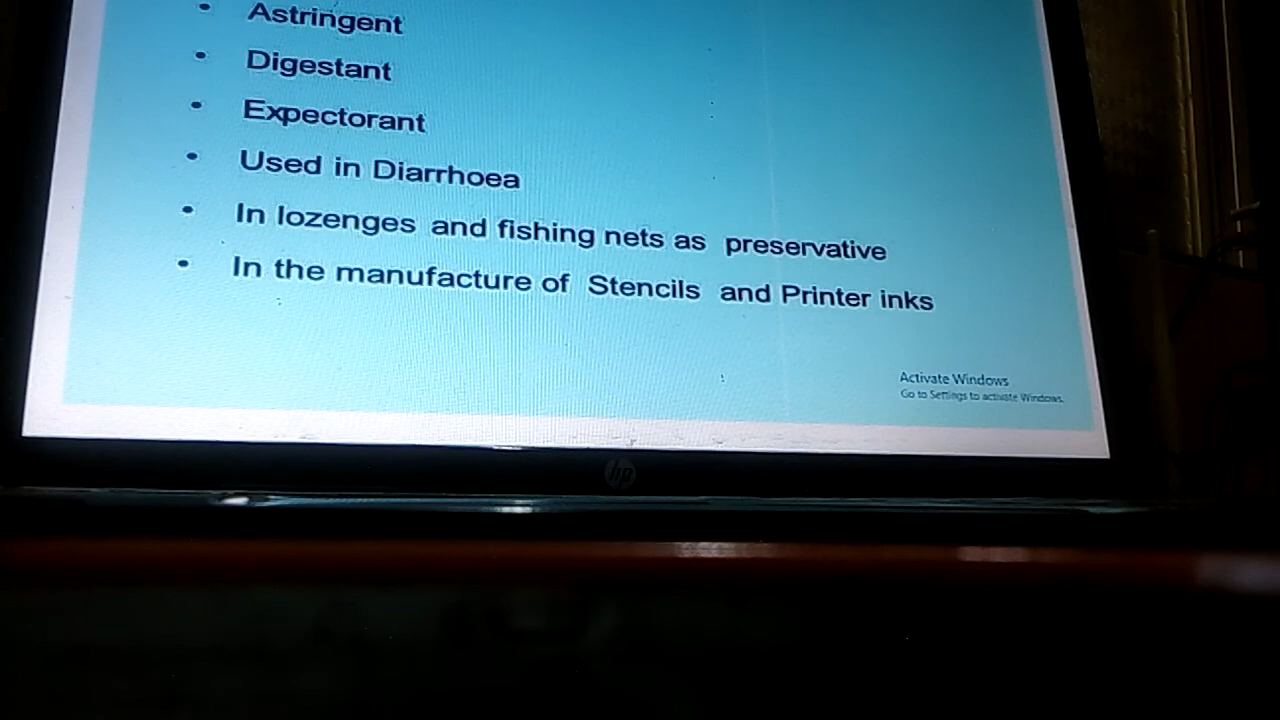 • Astringent
• Digestant
• Expectorant
• Used in Diarrhoea
• In lozenges and fishing nets as preservative
• In the manufacture of Stencils and Printer inks
Activate Windows
Go to Settings to activate Windows.
hp